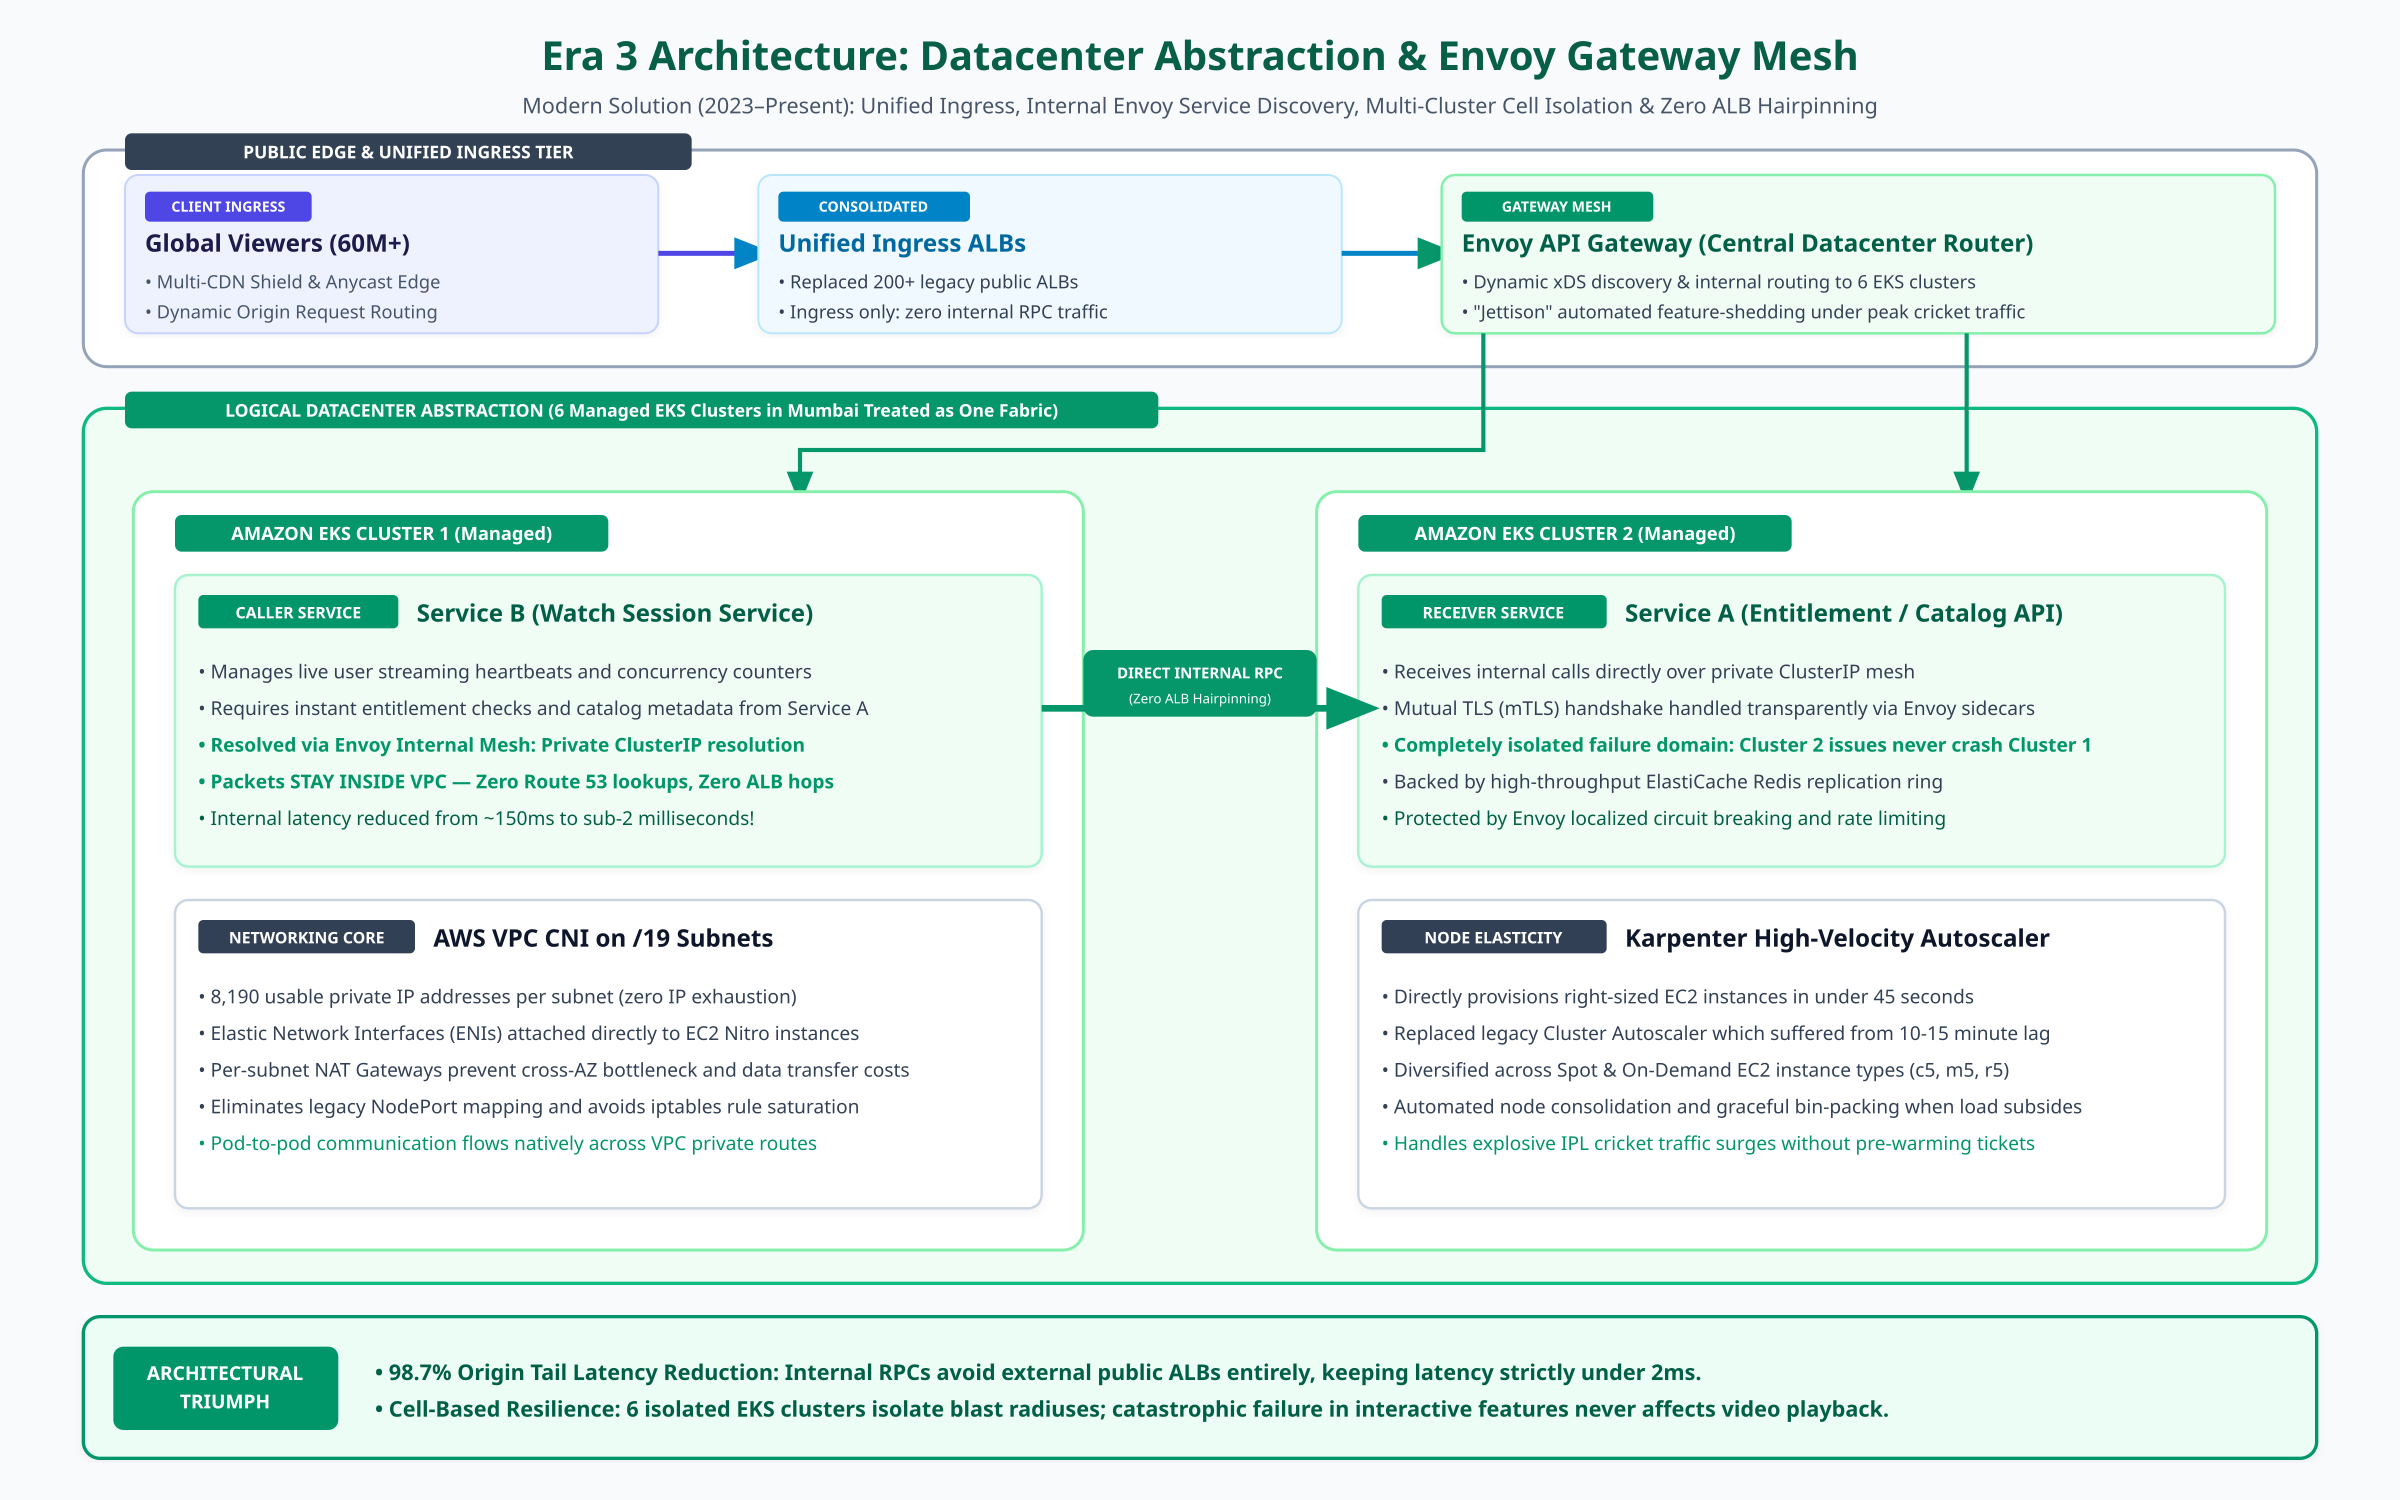 Era 3 Architecture: Datacenter Abstraction & Envoy Gateway Mesh
Modern Solution (2023–Present): Unified Ingress, Internal Envoy Service Discovery, Multi-Cluster Cell Isolation & Zero ALB Hairpinning
PUBLIC EDGE & UNIFIED INGRESS TIER
CLIENT INGRESS
Global Viewers (60M+)
• Multi-CDN Shield & Anycast Edge
• Dynamic Origin Request Routing
CONSOLIDATED
Unified Ingress ALBs
• Replaced 200+ legacy public ALBs
• Ingress only: zero internal RPC traffic
GATEWAY MESH
Envoy API Gateway (Central Datacenter Router)
• Dynamic xDS discovery & internal routing to 6 EKS clusters
• "Jettison" automated feature-shedding under peak cricket traffic
LOGICAL DATACENTER ABSTRACTION (6 Managed EKS Clusters in Mumbai Treated as One Fabric)
AMAZON EKS CLUSTER 1 (Managed)
CALLER SERVICE
Service B (Watch Session Service)
• Manages live user streaming heartbeats and concurrency counters
• Requires instant entitlement checks and catalog metadata from Service A
• Resolved via Envoy Internal Mesh: Private ClusterIP resolution
• Packets STAY INSIDE VPC — Zero Route 53 lookups, Zero ALB hops
• Internal latency reduced from ~150ms to sub-2 milliseconds!
NETWORKING CORE
AWS VPC CNI on /19 Subnets
• 8,190 usable private IP addresses per subnet (zero IP exhaustion)
• Elastic Network Interfaces (ENIs) attached directly to EC2 Nitro instances
• Per-subnet NAT Gateways prevent cross-AZ bottleneck and data transfer costs
• Eliminates legacy NodePort mapping and avoids iptables rule saturation
• Pod-to-pod communication flows natively across VPC private routes
DIRECT INTERNAL RPC
(Zero ALB Hairpinning)
AMAZON EKS CLUSTER 2 (Managed)
RECEIVER SERVICE
Service A (Entitlement / Catalog API)
• Receives internal calls directly over private ClusterIP mesh
• Mutual TLS (mTLS) handshake handled transparently via Envoy sidecars
• Completely isolated failure domain: Cluster 2 issues never crash Cluster 1
• Backed by high-throughput ElastiCache Redis replication ring
• Protected by Envoy localized circuit breaking and rate limiting
NODE ELASTICITY
Karpenter High-Velocity Autoscaler
• Directly provisions right-sized EC2 instances in under 45 seconds
• Replaced legacy Cluster Autoscaler which suffered from 10-15 minute lag
• Diversified across Spot & On-Demand EC2 instance types (c5, m5, r5)
• Automated node consolidation and graceful bin-packing when load subsides
• Handles explosive IPL cricket traffic surges without pre-warming tickets
ARCHITECTURAL
TRIUMPH
• 98.7% Origin Tail Latency Reduction: Internal RPCs avoid external public ALBs entirely, keeping latency strictly under 2ms.
• Cell-Based Resilience: 6 isolated EKS clusters isolate blast radiuses; catastrophic failure in interactive features never affects video playback.